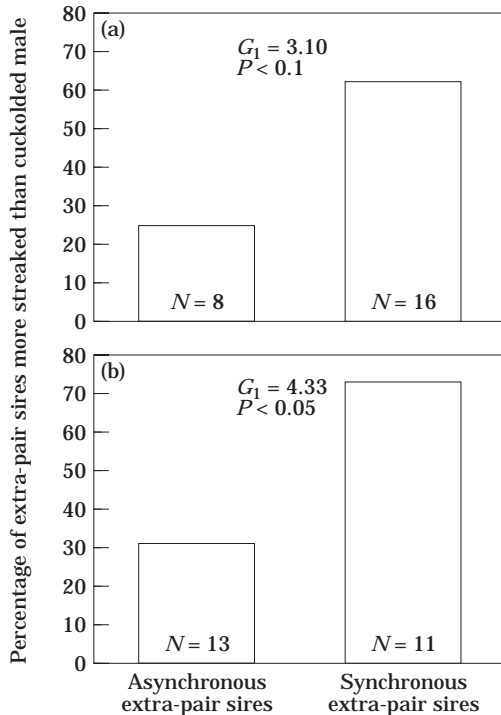 Percentage of extra-pair sires more streaked than cuckolded male
80
70
60
50
40
30
20
10
0
(a)
G₁ = 3.10
P < 0.1
N = 8
N = 16
80
70
60
50
40
30
20
10
0
(b)
G₁ = 4.33
P < 0.05
N = 13
N = 11
Asynchronous
extra-pair sires
Synchronous
extra-pair sires